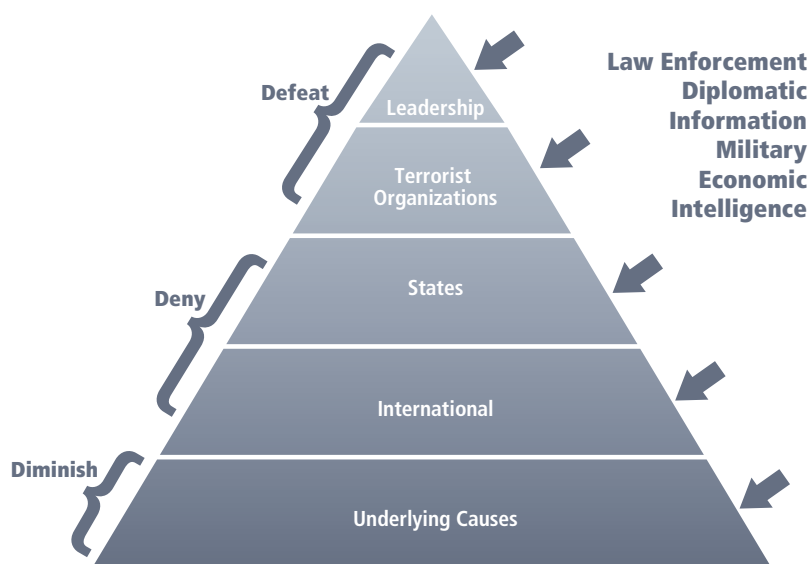 Law Enforcement
Diplomatic
Information
Military
Economic
Intelligence
Defeat
Leadership
Terrorist
Organizations
Deny
States
International
Diminish
Underlying Causes